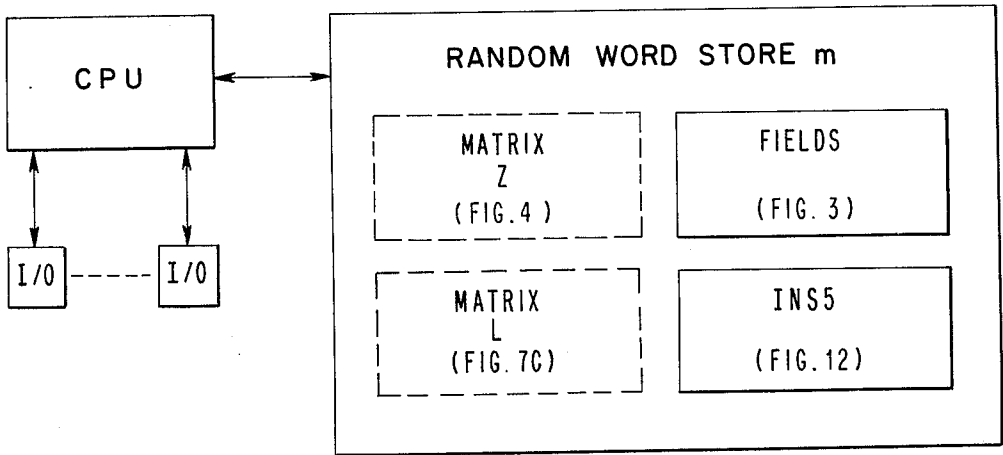 CPU
I/O
I/O
RANDOM WORD STORE m
MATRIX
Z
(FIG.4)
FIELDS
(FIG. 3)
MATRIX
L
(FIG. 7C)
INS5
(FIG. 12)